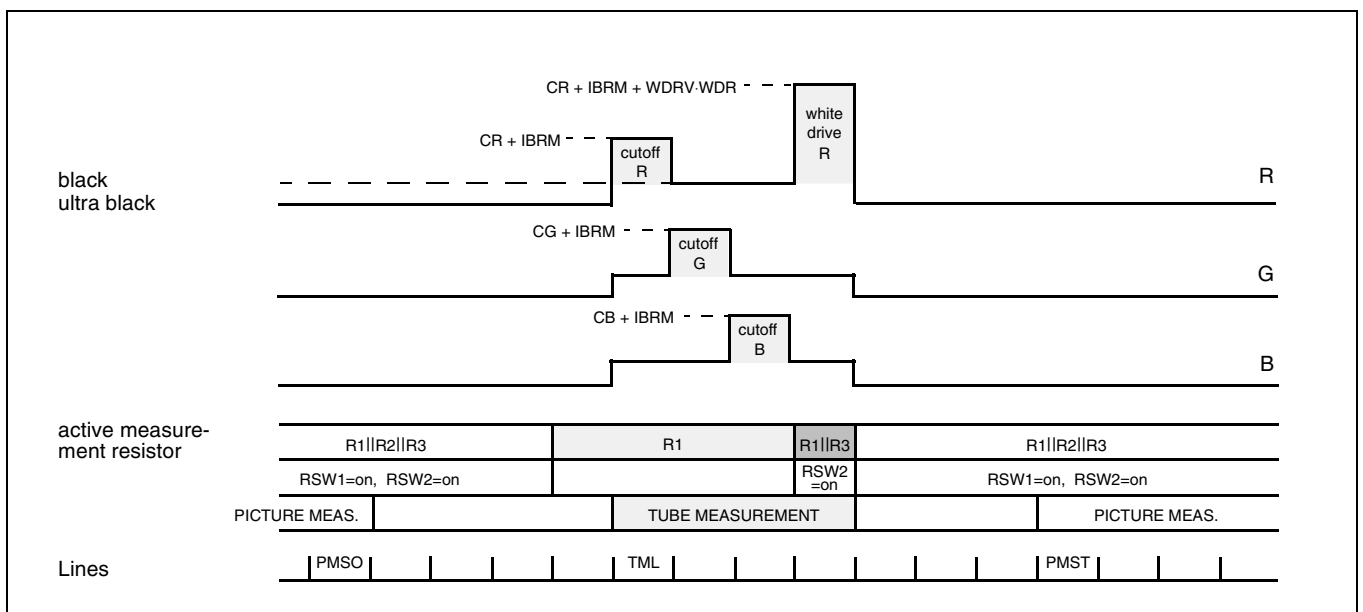 CR + IBRM + WDRV·WDR
white
drive
R
CR + IBRM
cutoff
R
black
ultra black
R
CG + IBRM
cutoff
G
G
CB + IBRM
cutoff
B
B
active measure-
ment resistor
R1||R2||R3
R1
R1||R3
R1||R2||R3
RSW1=on, RSW2=on
RSW2
=on
RSW1=on, RSW2=on
PICTURE MEAS.
TUBE MEASUREMENT
PICTURE MEAS.
Lines
PMSO
TML
PMST